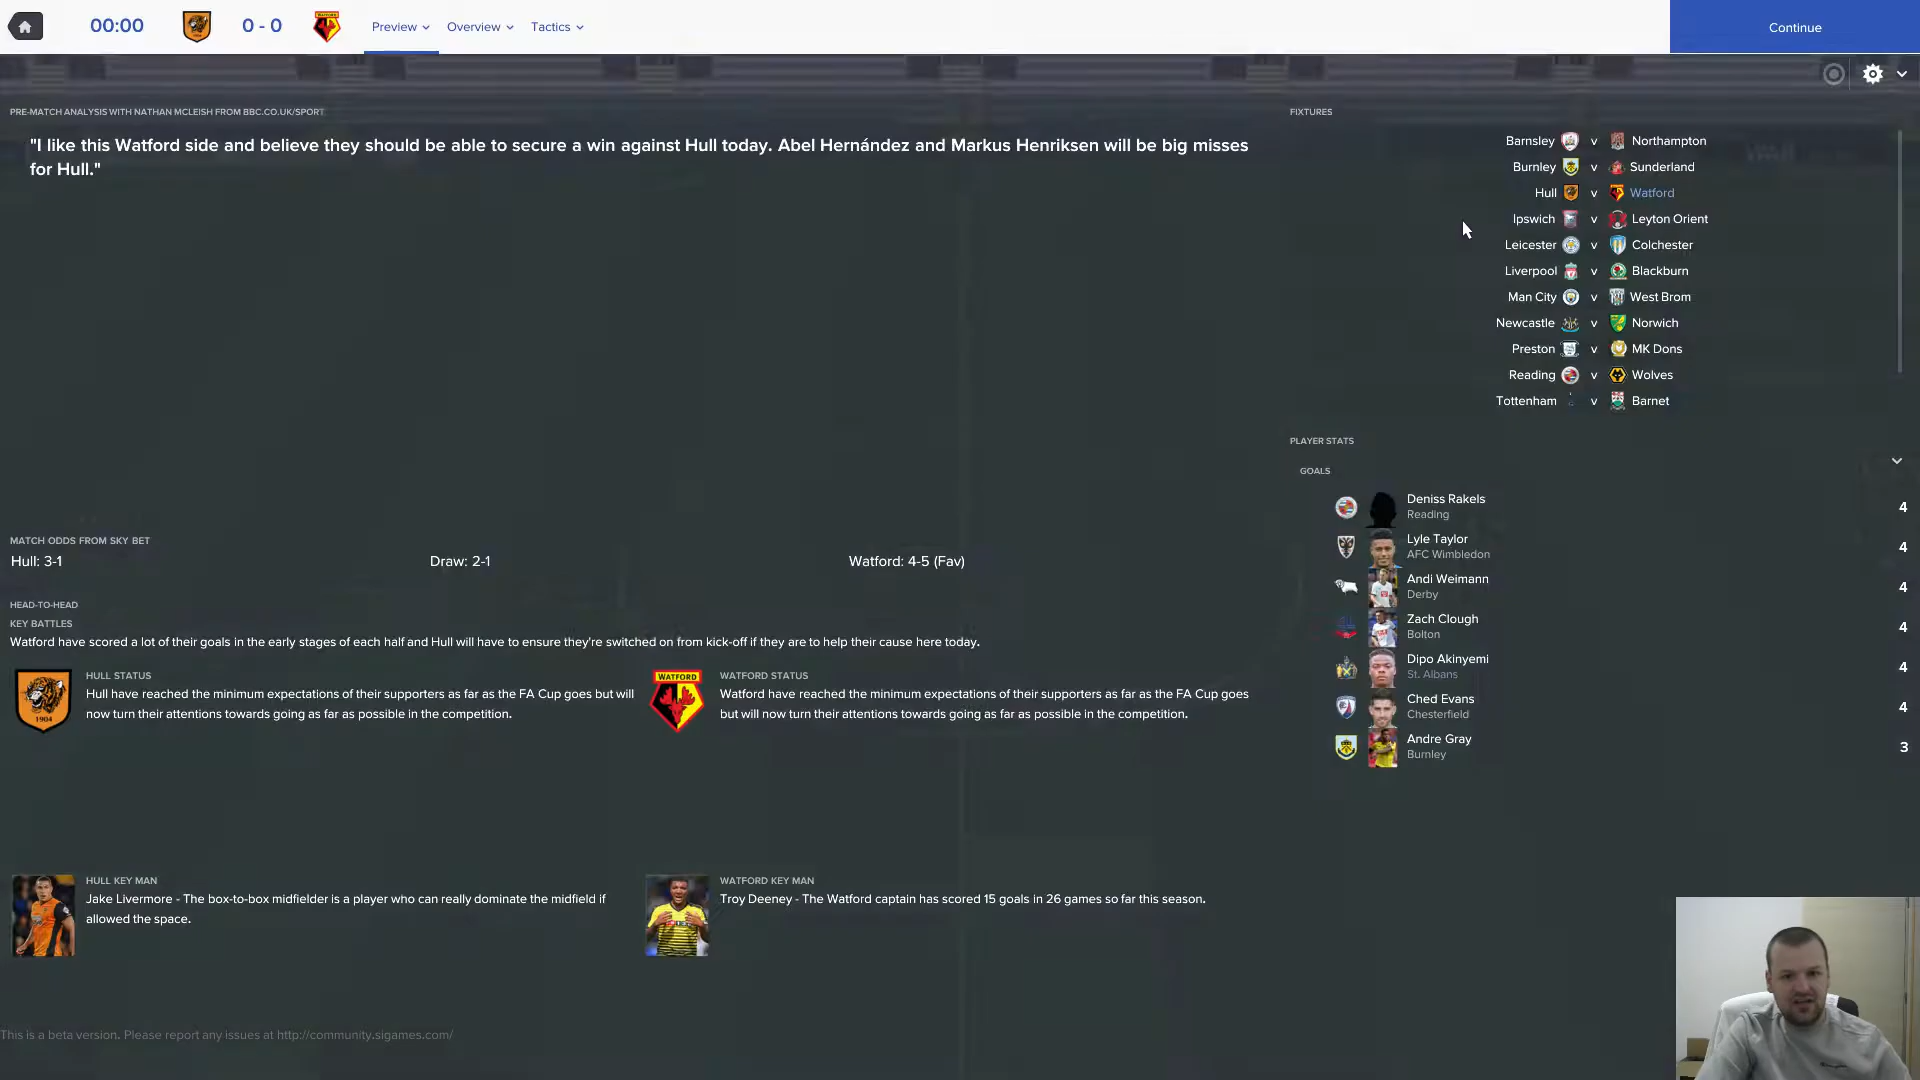 00:00
0 - 0
Preview
Overview
Tactics
Continue
PRE-MATCH ANALYSIS WITH NATHAN MCLEISH FROM BBC.CO.UK/SPORT
"I like this Watford side and believe they should be able to secure a win against Hull today. Abel Hernández and Markus Henriksen will be big misses
for Hull."
FIXTURES
Barnsley v Northampton
Burnley v Sunderland
Hull v Watford
Ipswich v Leyton Orient
Leicester v Colchester
Liverpool v Blackburn
Man City v West Brom
Newcastle v Norwich
Preston v MK Dons
Reading v Wolves
Tottenham v Barnet
PLAYER STATS
GOALS
Deniss Rakels
Reading
4
Lyle Taylor
AFC Wimbledon
4
Andi Weimann
Derby
4
Zach Clough
Bolton
4
Dipo Akinyemi
St. Albans
4
Ched Evans
Chesterfield
4
Andre Gray
Burnley
3
MATCH ODDS FROM SKY BET
Hull: 3-1
Draw: 2-1
Watford: 4-5 (Fav)
HEAD-TO-HEAD
KEY BATTLES
Watford have scored a lot of their goals in the early stages of each half and Hull will have to ensure they're switched on from kick-off if they are to help their cause here today.
1904
HULL STATUS
Hull have reached the minimum expectations of their supporters as far as the FA Cup goes but will
now turn their attentions towards going as far as possible in the competition.
WATFORD
WATFORD STATUS
Watford have reached the minimum expectations of their supporters as far as the FA Cup goes
but will now turn their attentions towards going as far as possible in the competition.
HULL KEY MAN
Jake Livermore - The box-to-box midfielder is a player who can really dominate the midfield if
allowed the space.
WATFORD KEY MAN
Troy Deeney - The Watford captain has scored 15 goals in 26 games so far this season.
This is a beta version. Please report any issues at http://community.sigames.com/